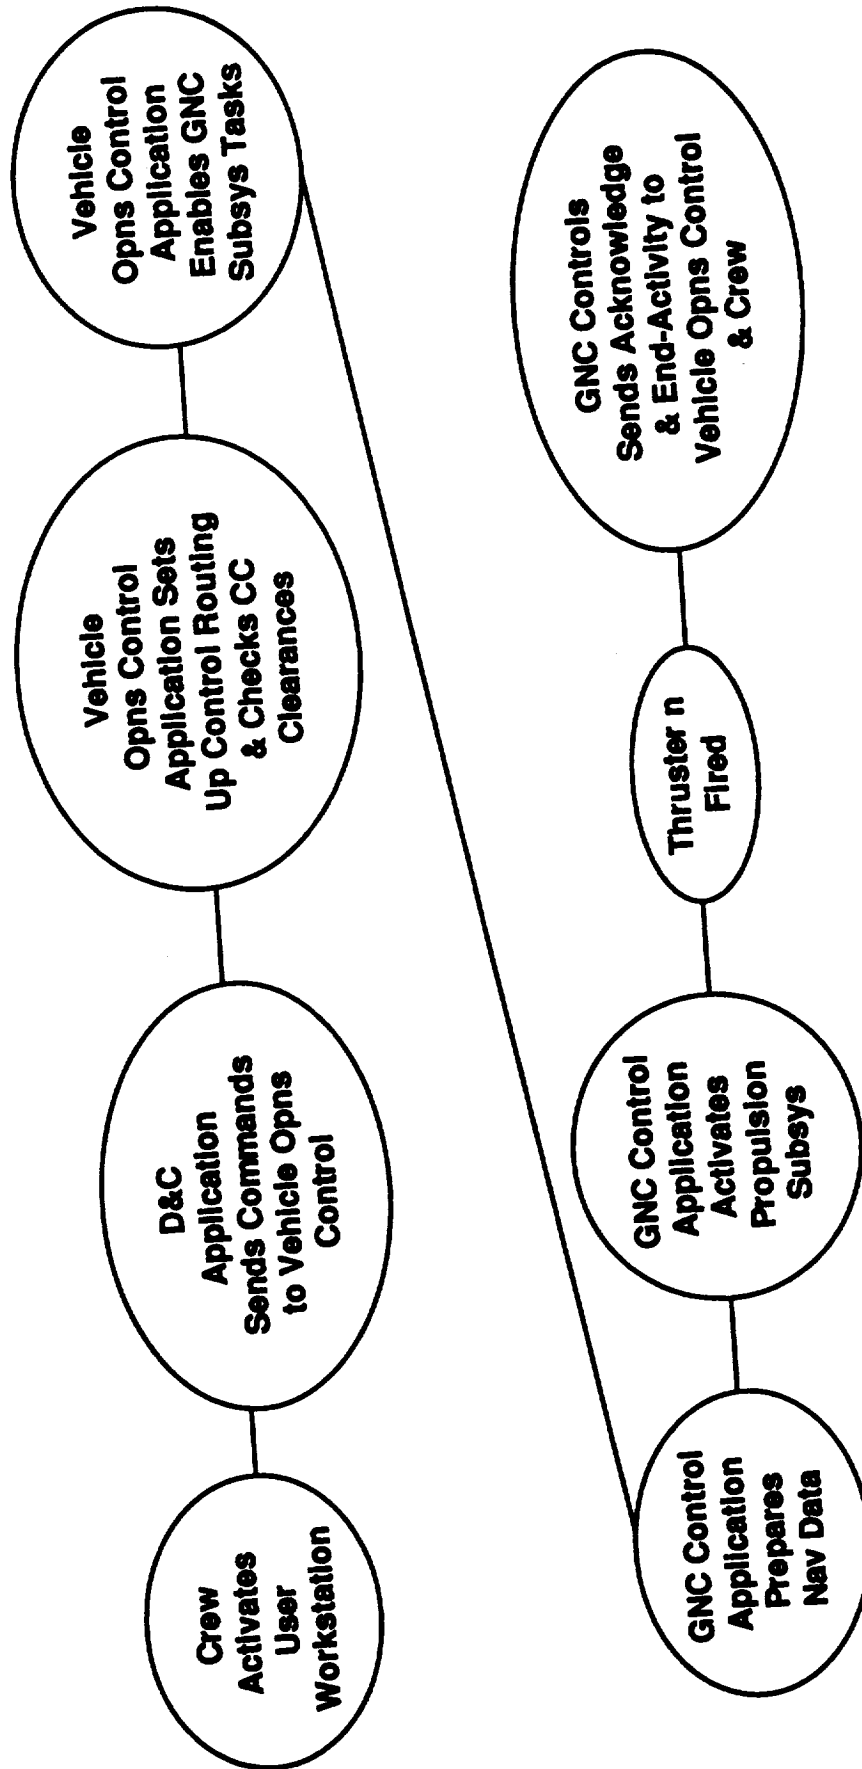 Crew
Activates
User
Workstation
D&C
Application
Sends Commands
to Vehicle Opns
Control
Vehicle
Opns Control
Application Sets
Up Control Routing
& Checks CC
Clearances
Vehicle
Opns Control
Application
Enables GNC
Subsys Tasks
GNC Control
Application
Prepares
Nav Data
GNC Control
Application
Activates
Propulsion
Subsys
Thruster n
Fired
GNC Controls
Sends Acknowledge
& End-Activity to
Vehicle Opns Control
& Crew